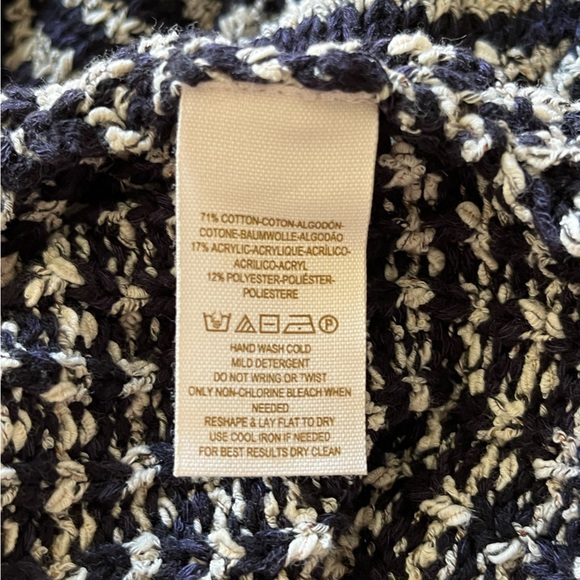 71% COTTON-COTON-ALGODÓN-
COTONE-BAUMWOLLE-ALGODÃO
17% ACRYLIC-ACRYLIQUE-ACRÍLICO-
ACRILICO-ACRYL
12% POLYESTER-POLIÉSTER-
POLIESTERE
P
HAND WASH COLD
MILD DETERGENT
DO NOT WRING OR TWIST
ONLY NON-CHLORINE BLEACH WHEN
NEEDED
RESHAPE & LAY FLAT TO DRY
USE COOL IRON IF NEEDED
FOR BEST RESULTS DRY CLEAN